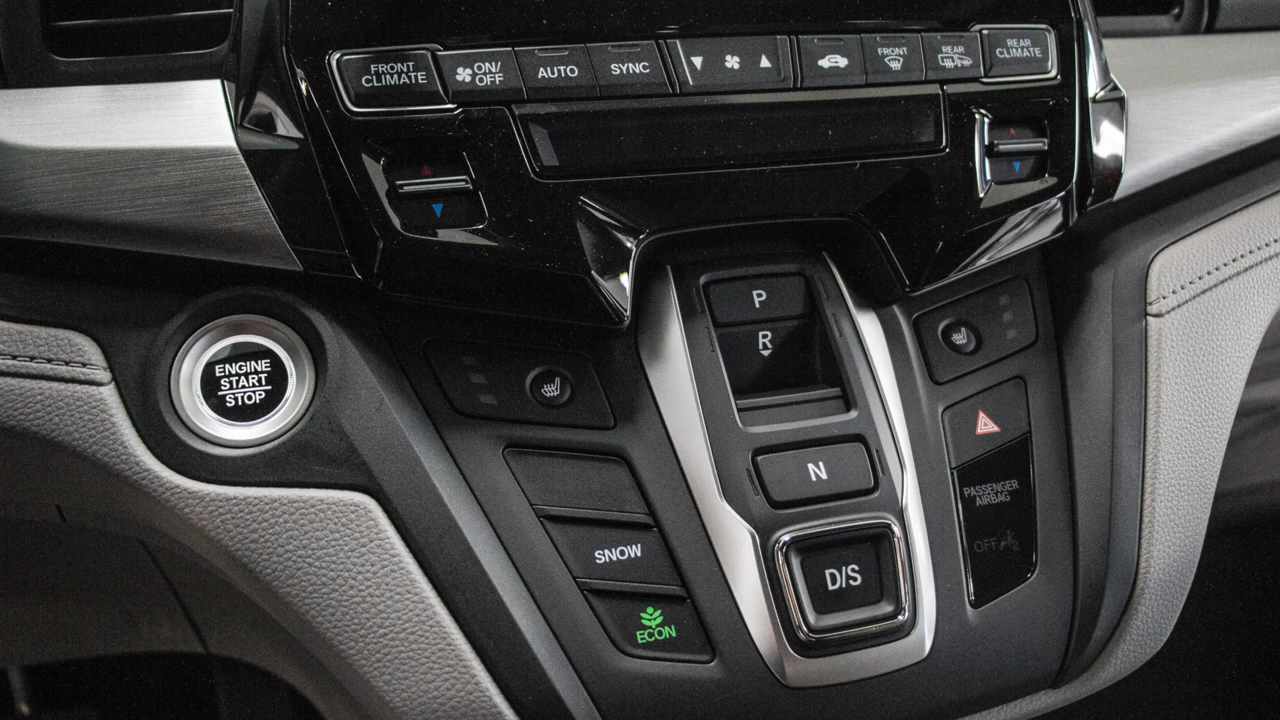 FRONT
CLIMATE
ON/
OFF
AUTO
SYNC
FRONT
REAR
REAR
CLIMATE
P
R
ENGINE
START
STOP
N
PASSENGER
AIRBAG
OFF
SNOW
D/S
ECON